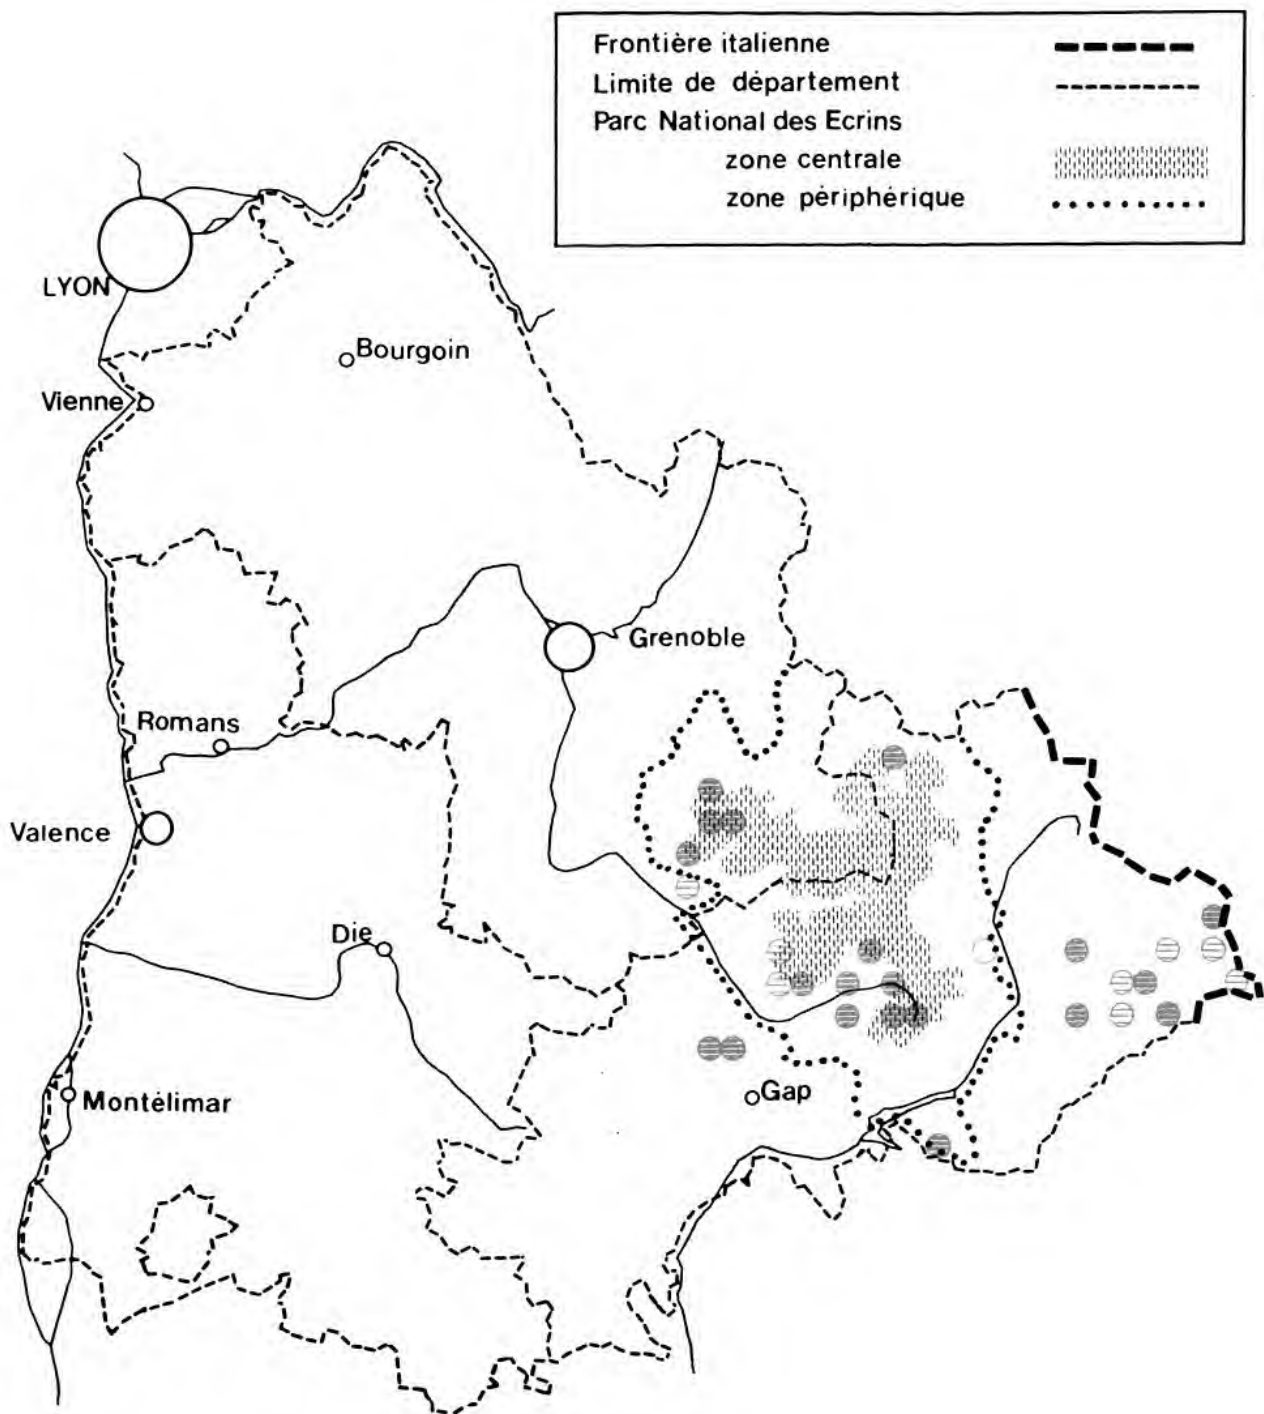 Frontière italienne
Limite de département
Parc National des Ecrins
zone centrale
zone périphérique
LYON
Bourgoin
Vienne
Grenoble
Romans
Valence
Die
Montélimar
Gap